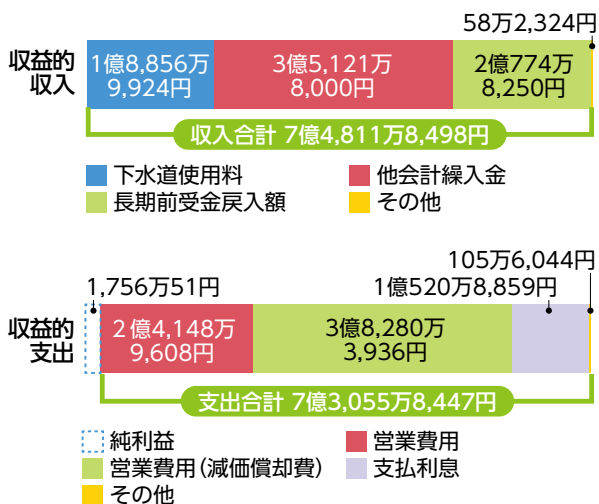 58万2,324円
収益的
収入
1億8,856万
9,924円
3億5,121万
8,000円
2億774万
8,250円
収入合計 7億4,811万8,498円
下水道使用料
他会計繰入金
長期前受金戻入額
その他
105万6,044円
1,756万51円
1億520万8,859円
収益的
支出
2億4,148万
9,608円
3億8,280万
3,936円
支出合計 7億3,055万8,447円
純利益
営業費用
営業費用(減価償却費)
支払利息
その他